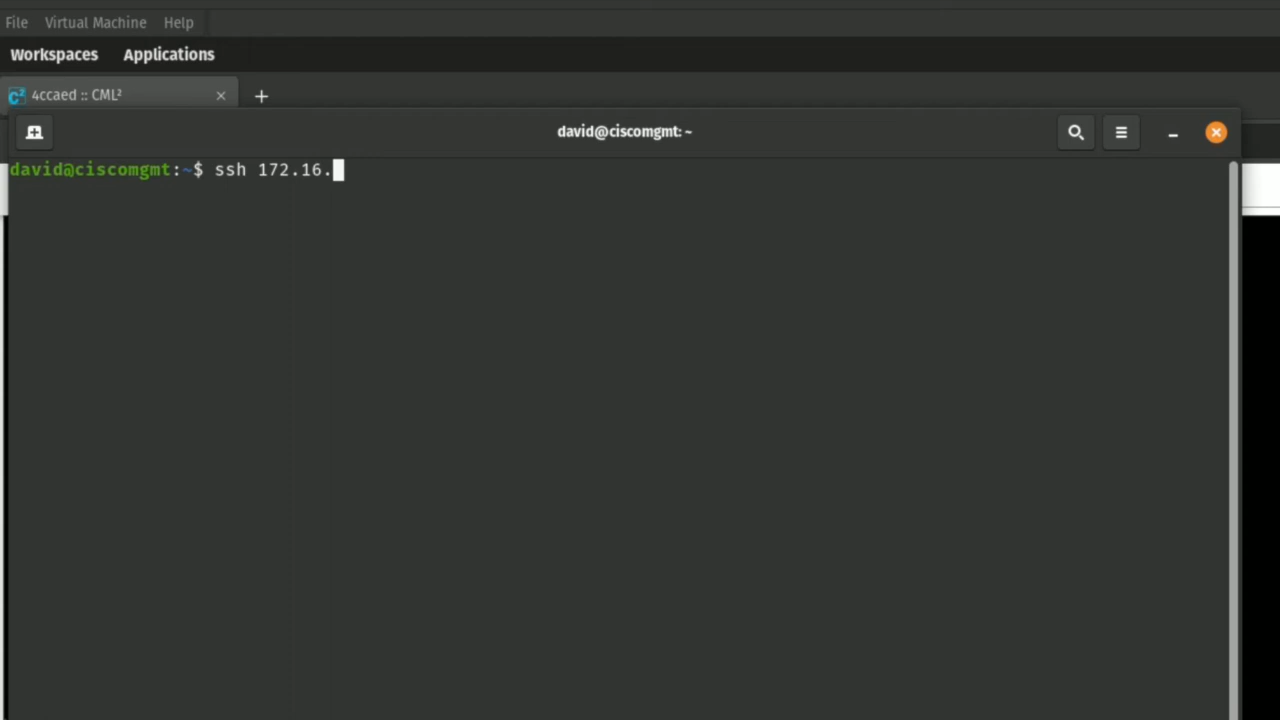 File Virtual Machine Help
Workspaces Applications
4ccaed :: CML²
david@ciscomgmt: ~
david@ciscomgmt:~$ ssh 172.16.